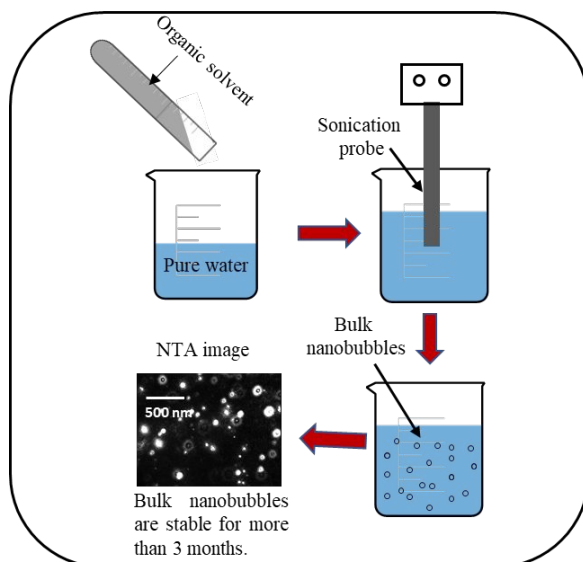 Organic solvent
Pure water
Sonication
probe
Bulk
nanobubbles
NTA image
500 nm
Bulk nanobubbles
are stable for more
than 3 months.